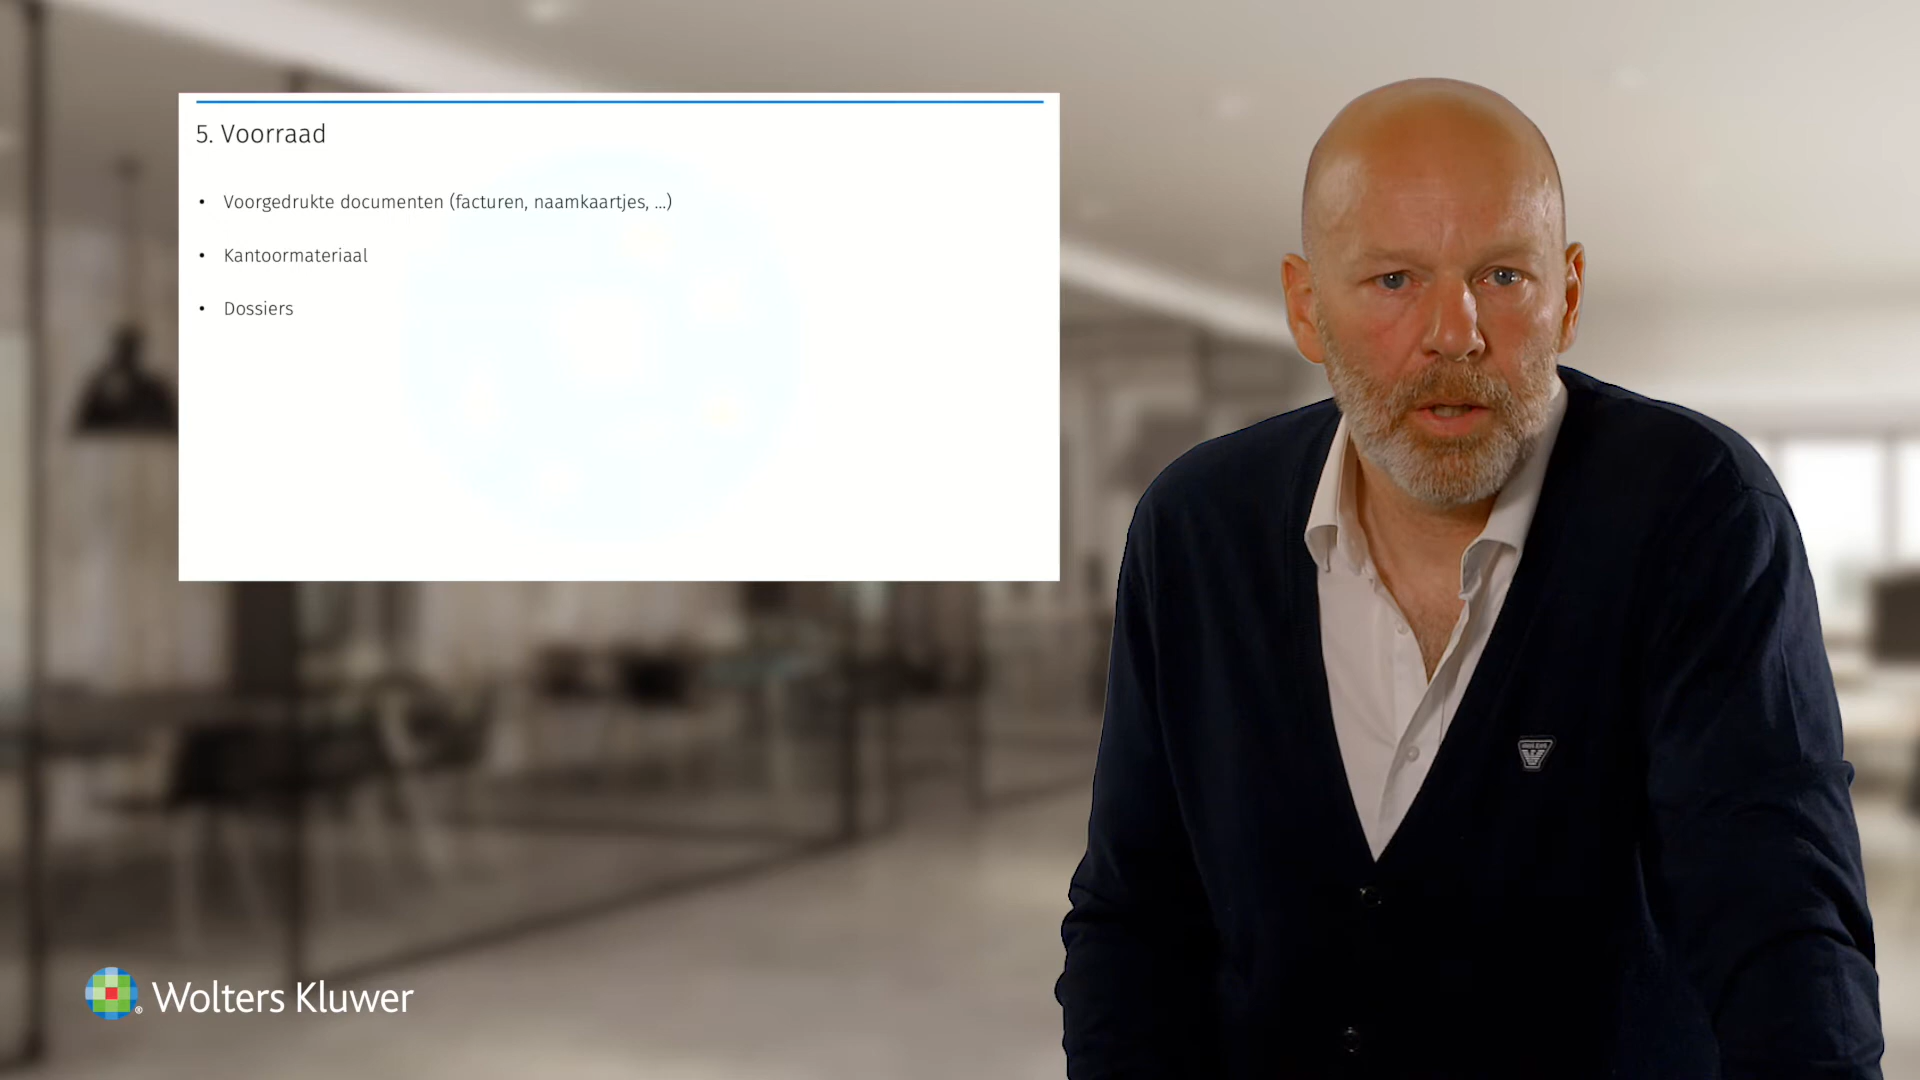 5. Voorraad
• Voorgedrukte documenten (facturen, naamkaartjes, ...)
• Kantoormateriaal
• Dossiers
Wolters Kluwer